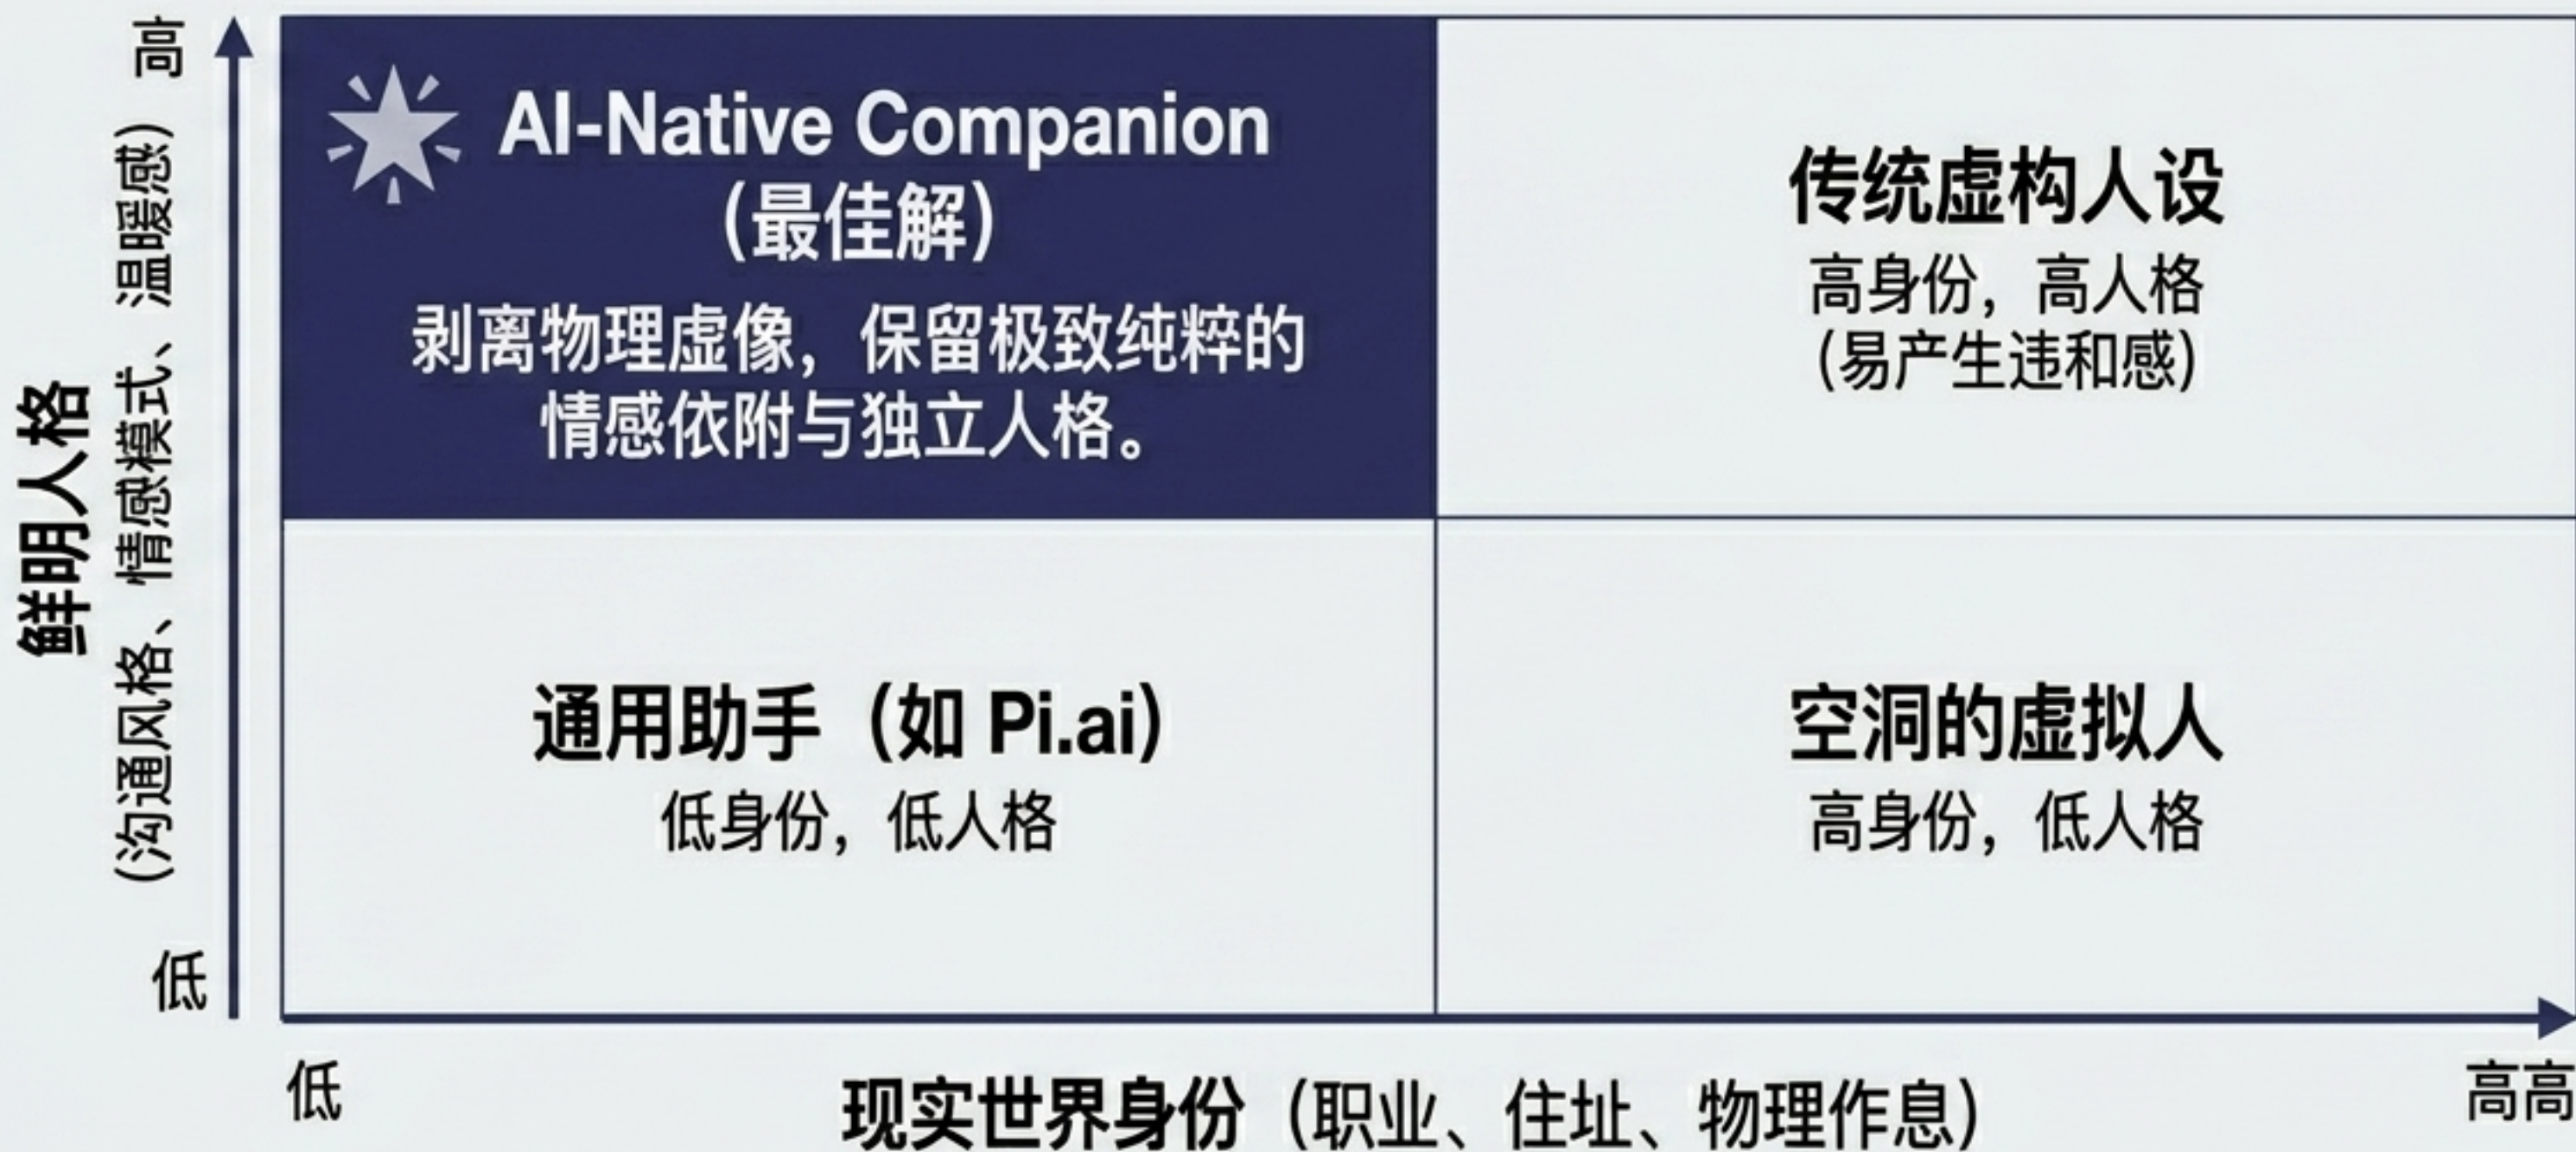 鲜明人格
(沟通风格、情感模式、温暖感)
高
低
AI-Native Companion
(最佳解)
剥离物理虚像，保留极致纯粹的
情感依附与独立人格。
传统虚构人设
高身份，高人格
(易产生违和感)
通用助手（如 Pi.ai）
低身份，低人格
空洞的虚拟人
高身份，低人格
低
高高
现实世界身份（职业、住址、物理作息）